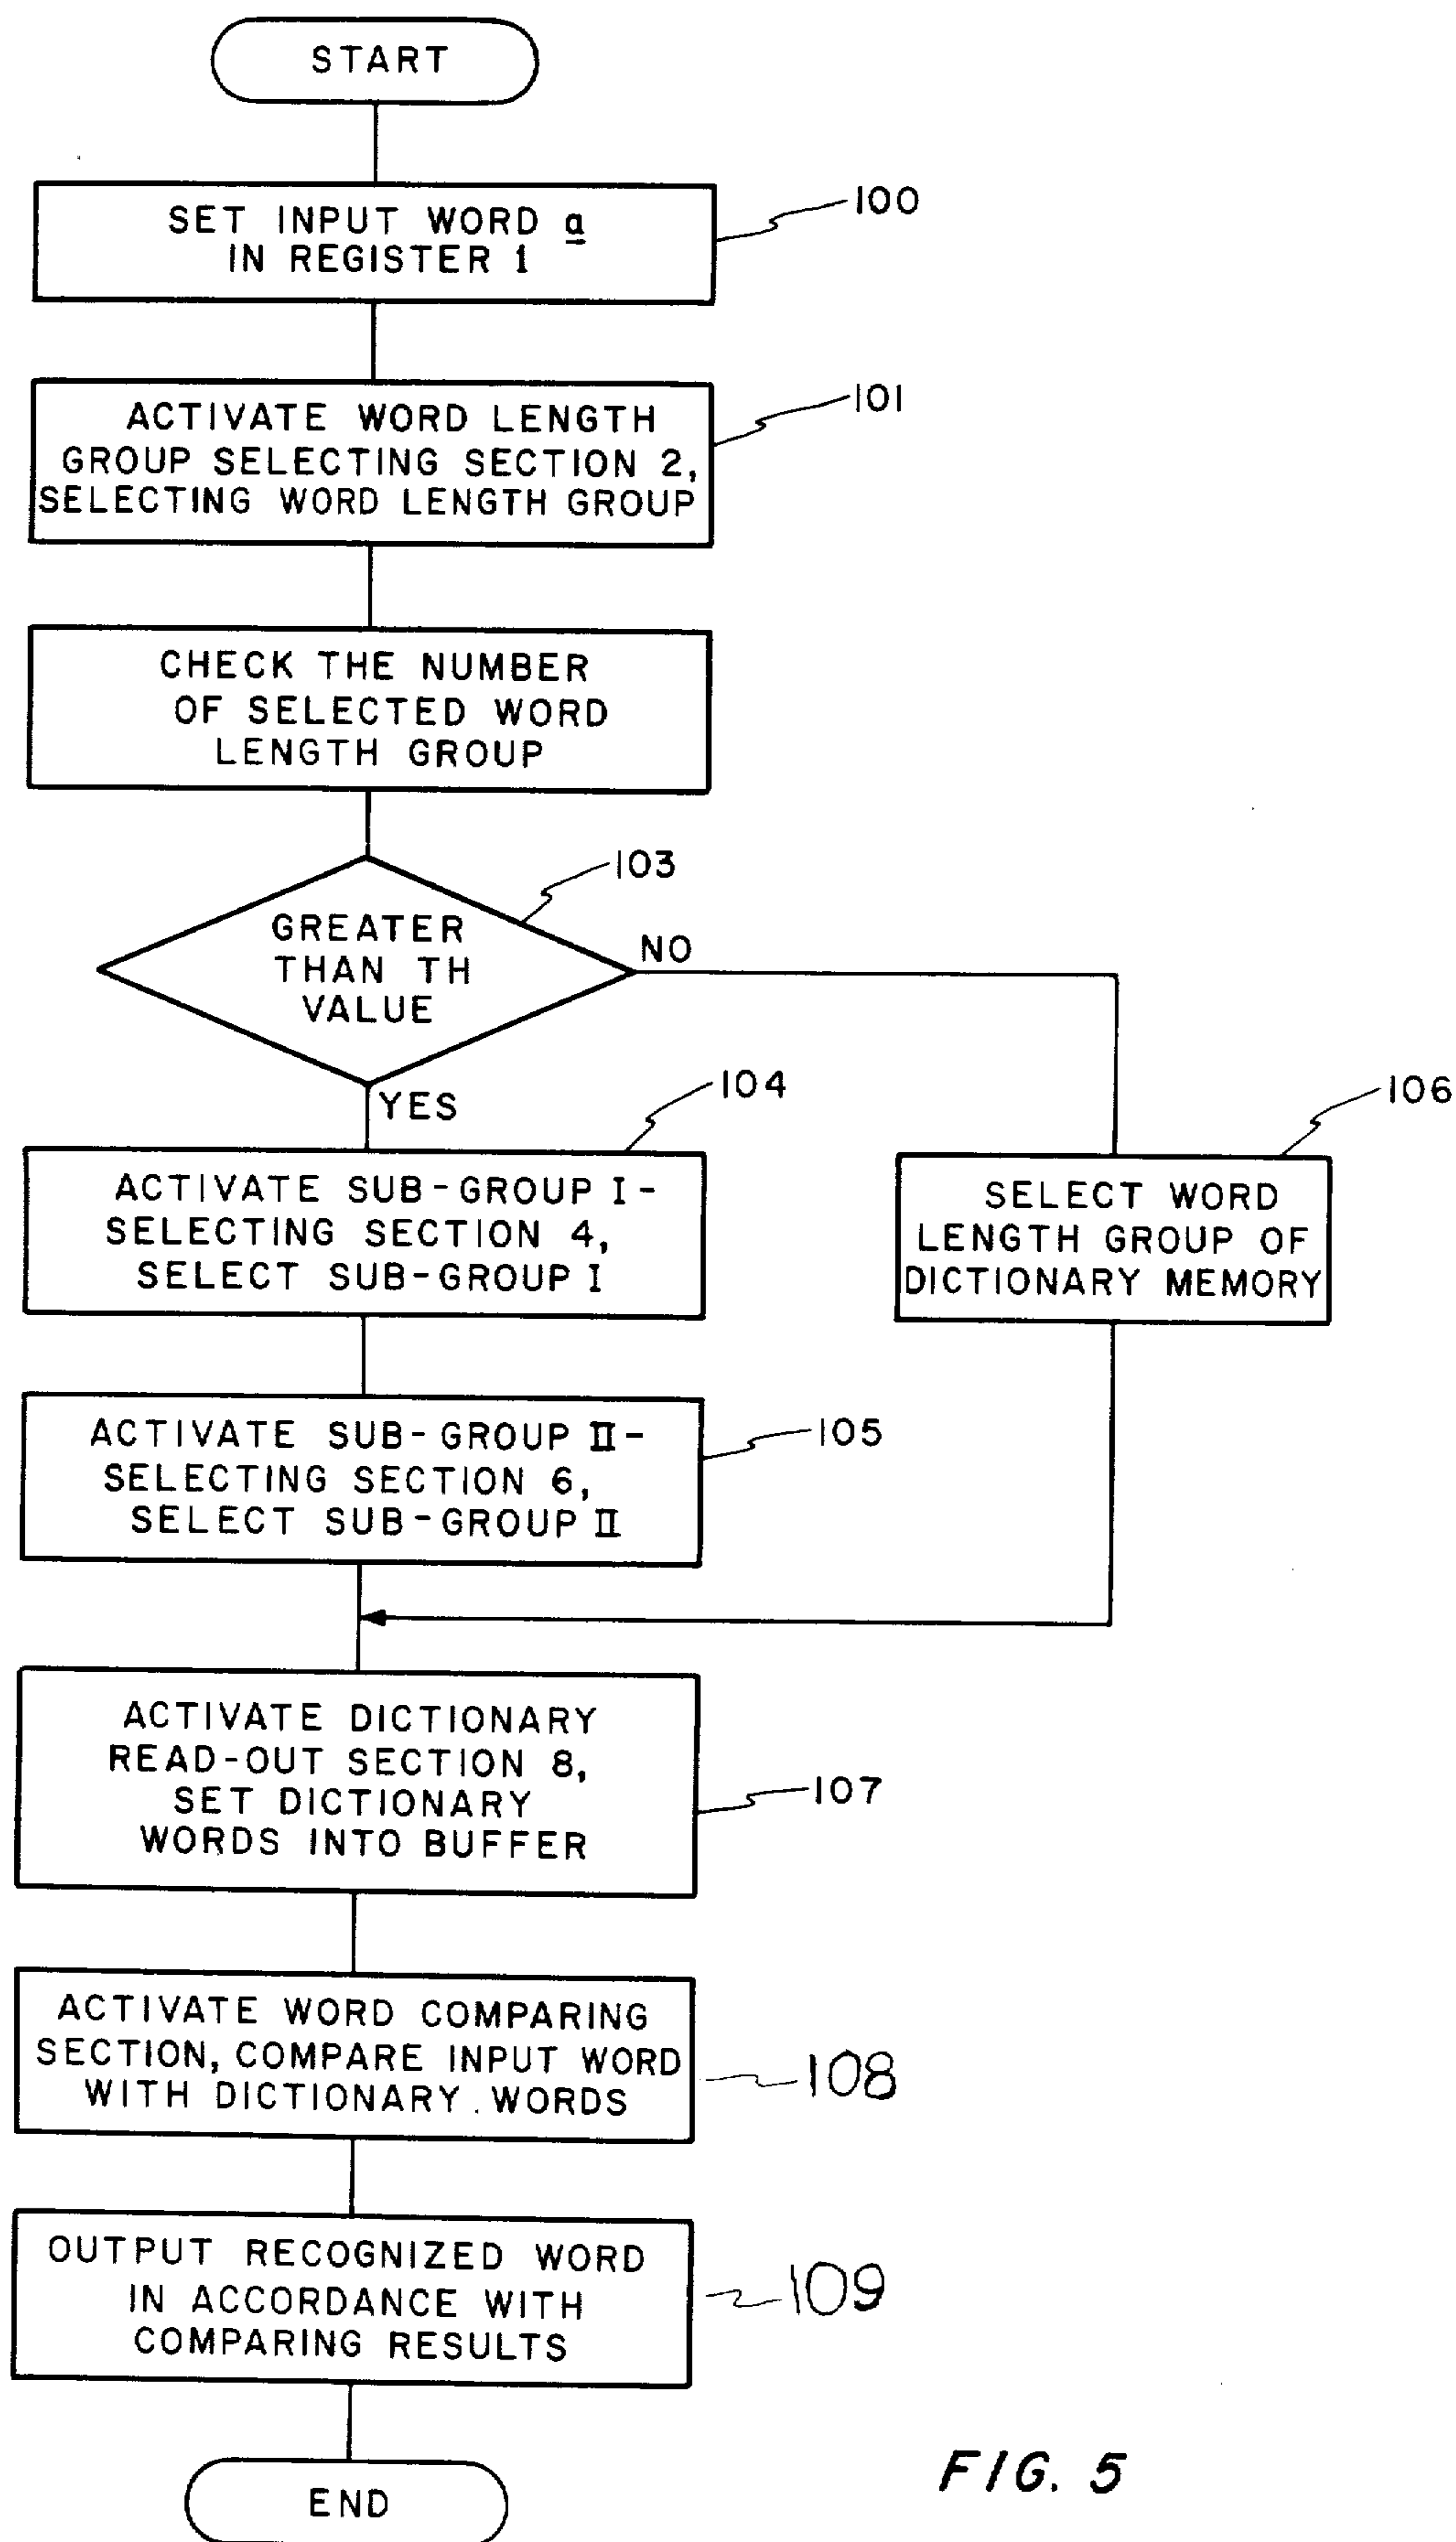 START
SET INPUT WORD a
IN REGISTER 1
100
ACTIVATE WORD LENGTH
GROUP SELECTING SECTION 2,
SELECTING WORD LENGTH GROUP
101
CHECK THE NUMBER
OF SELECTED WORD
LENGTH GROUP
GREATER
THAN TH
VALUE
103
NO
YES
ACTIVATE SUB-GROUP I-
SELECTING SECTION 4,
SELECT SUB-GROUP I
104
SELECT WORD
LENGTH GROUP OF
DICTIONARY MEMORY
106
ACTIVATE SUB-GROUP II-
SELECTING SECTION 6,
SELECT SUB-GROUP II
105
ACTIVATE DICTIONARY
READ-OUT SECTION 8,
SET DICTIONARY
WORDS INTO BUFFER
107
ACTIVATE WORD COMPARING
SECTION, COMPARE INPUT WORD
WITH DICTIONARY WORDS
108
OUTPUT RECOGNIZED WORD
IN ACCORDANCE WITH
COMPARING RESULTS
109
END
FIG. 5